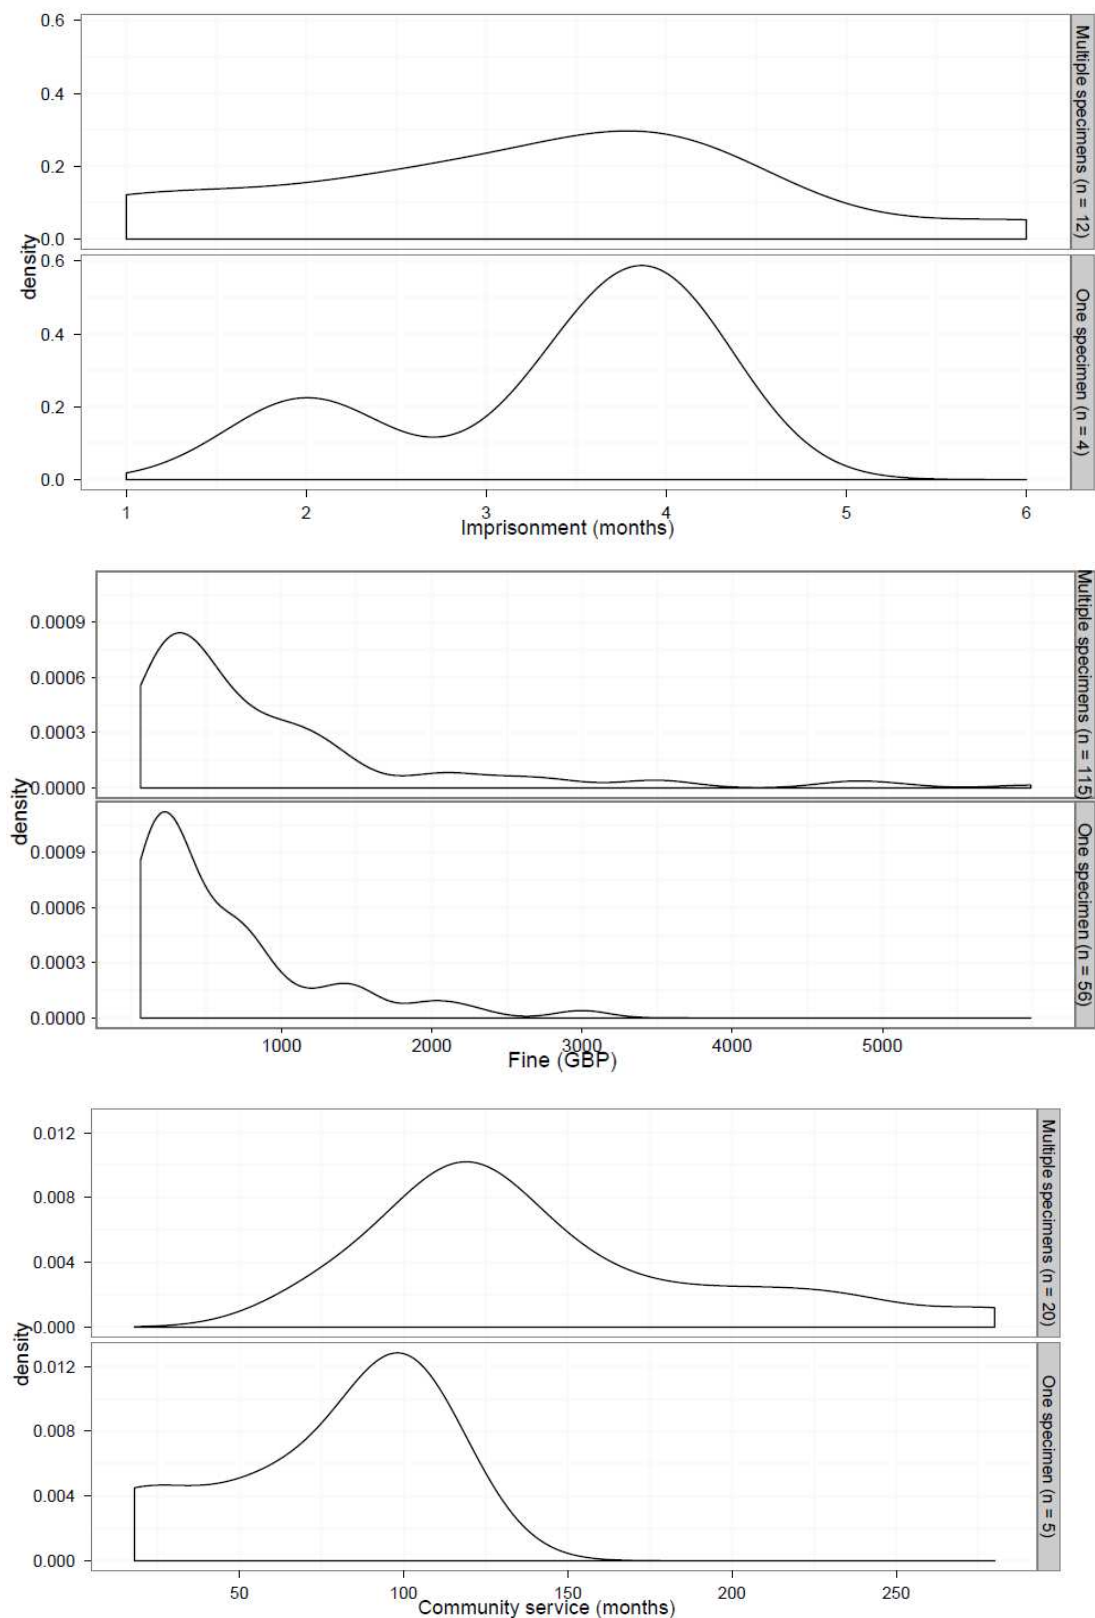 0.6
0.4
0.2
0.0
Multiple specimens (n = 12)
density
0.6
0.4
0.2
0.0
One specimen (n = 4)
1 2 3 4 5 6
Imprisonment (months)
0.0009
0.0006
0.0003
0.0000
Multiple specimens (n = 115)
density
0.0009
0.0006
0.0003
0.0000
One specimen (n = 56)
1000 2000 3000 4000 5000
Fine (GBP)
0.012
0.008
0.004
0.000
Multiple specimens (n = 20)
density
0.012
0.008
0.004
0.000
One specimen (n = 5)
50 100 150 200 250
Community service (months)